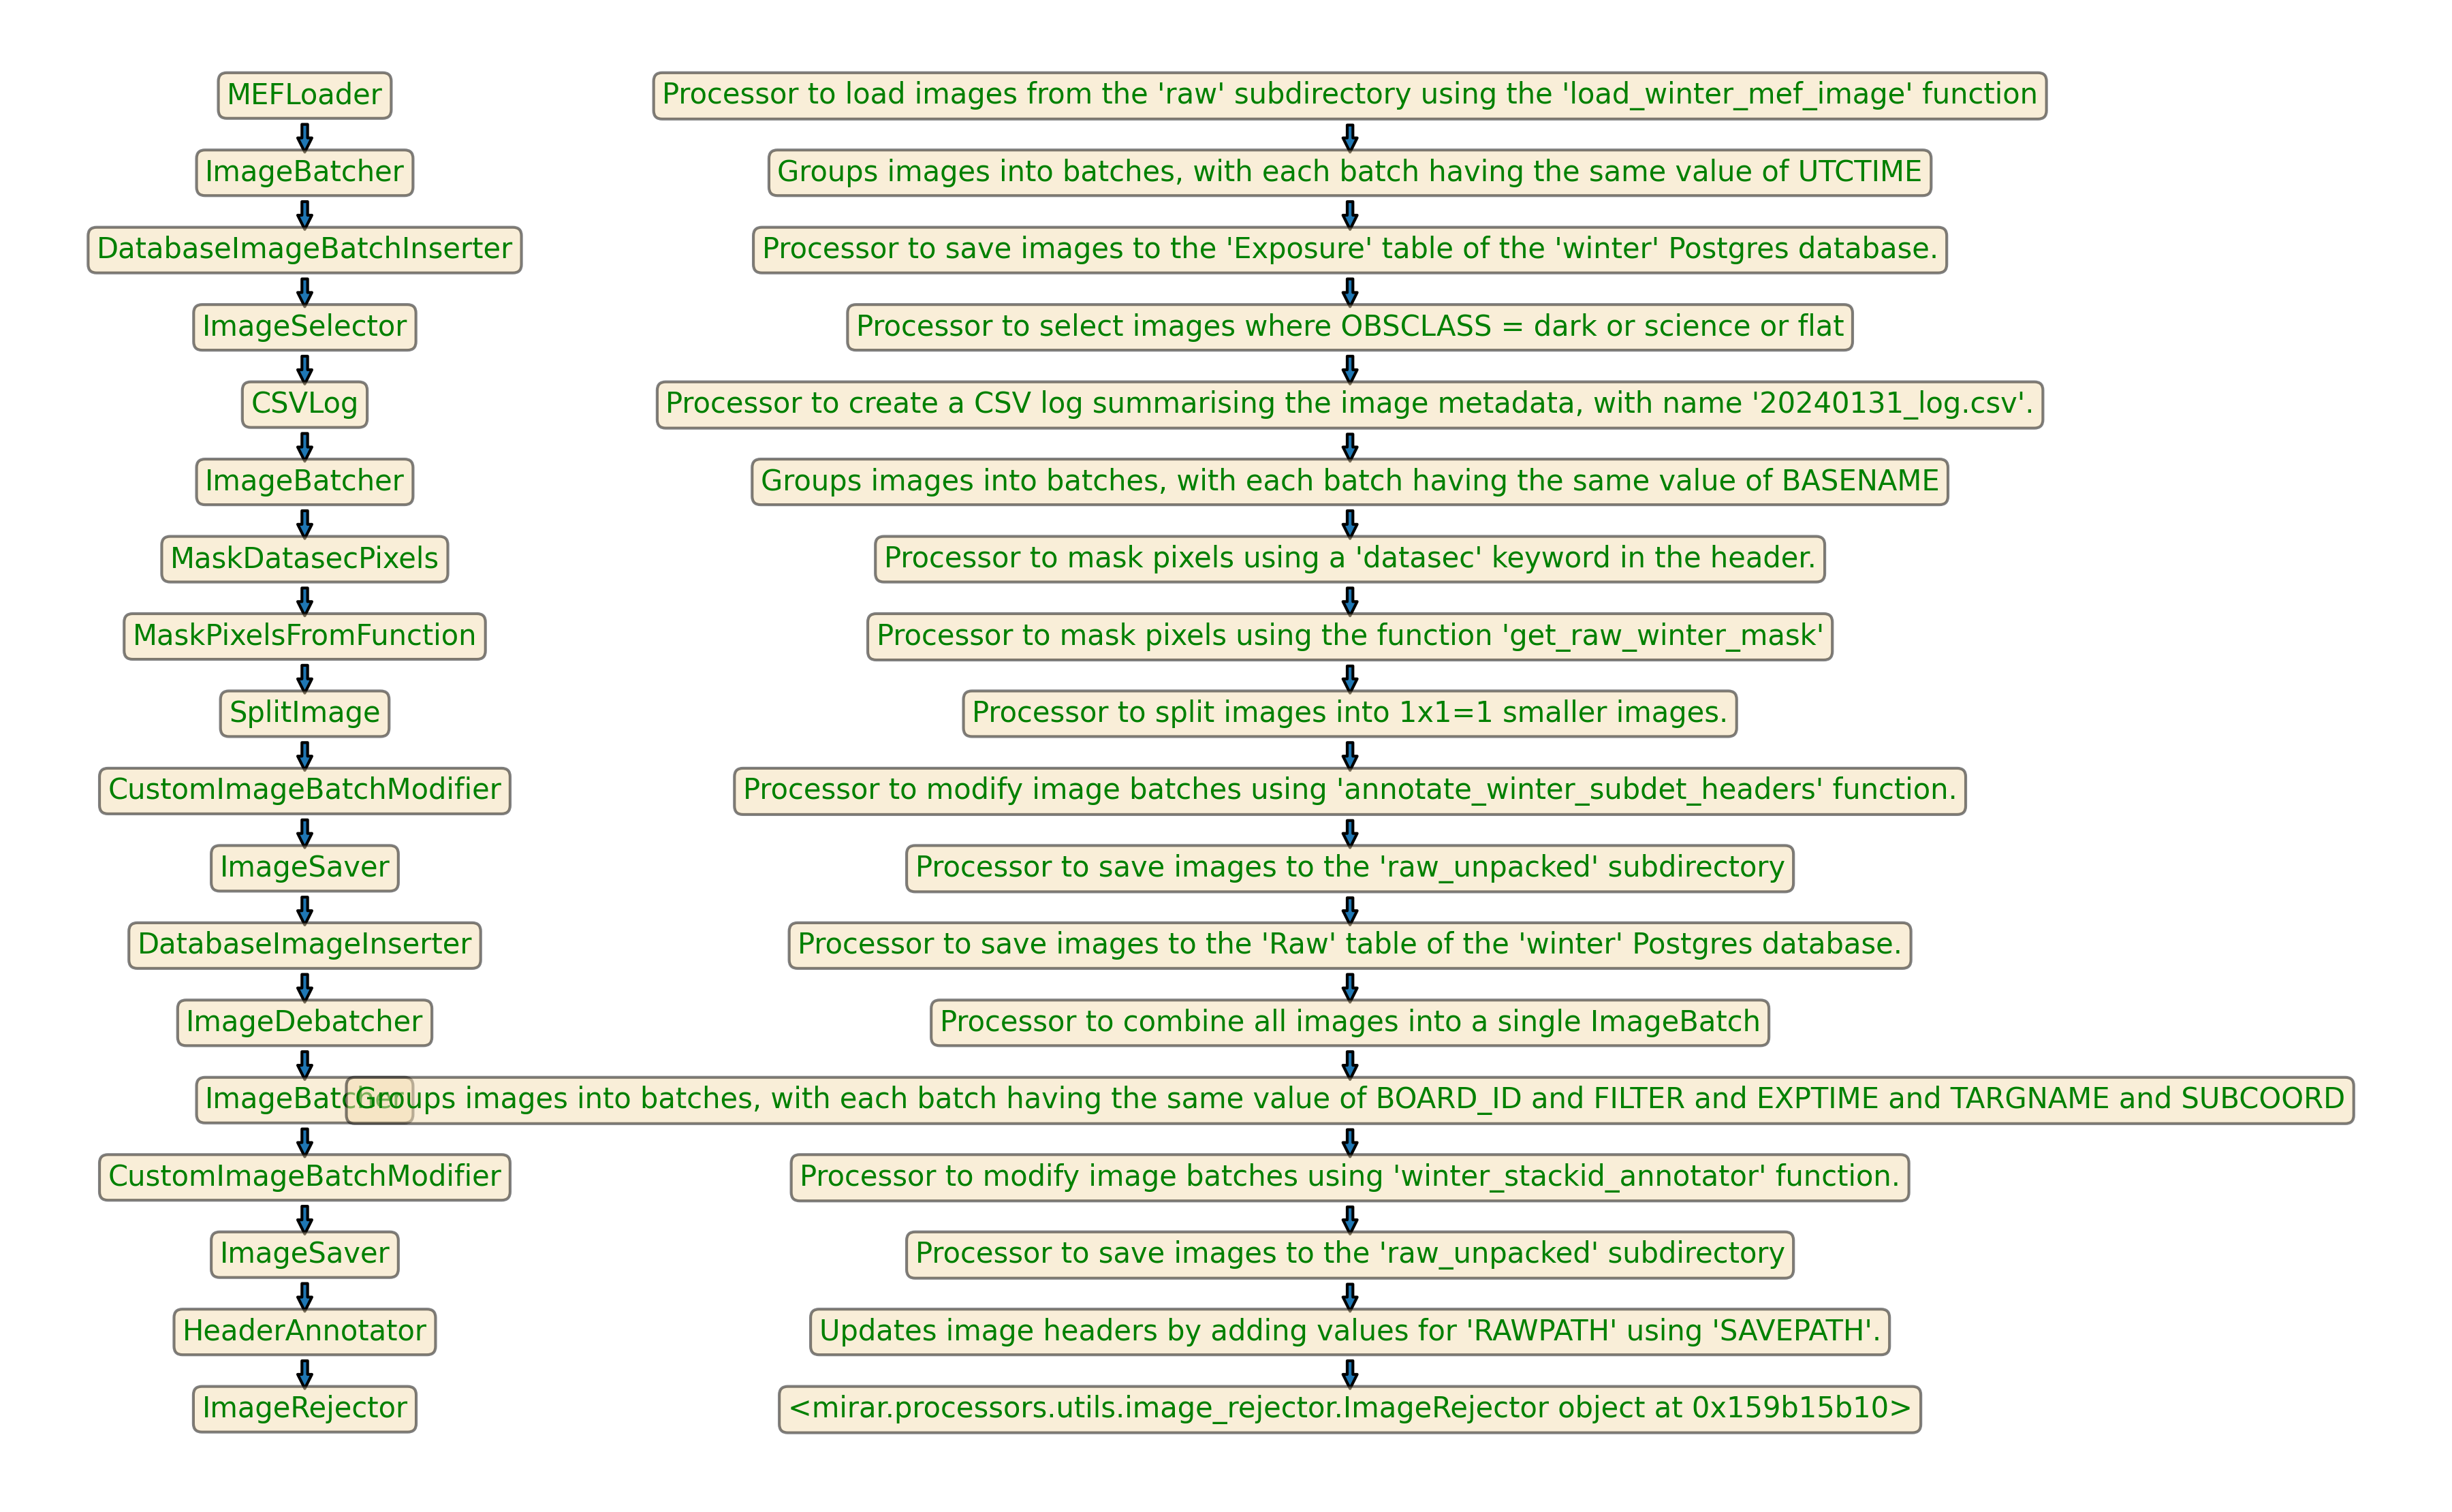 MEFLoader
Processor to load images from the 'raw' subdirectory using the 'load_winter_mef_image' function
ImageBatcher
Groups images into batches, with each batch having the same value of UTCTIME
DatabaseImageBatchInserter
Processor to save images to the 'Exposure' table of the 'winter' Postgres database.
ImageSelector
Processor to select images where OBSCLASS = dark or science or flat
CSVLog
Processor to create a CSV log summarising the image metadata, with name '20240131_log.csv'.
ImageBatcher
Groups images into batches, with each batch having the same value of BASENAME
MaskDatasecPixels
Processor to mask pixels using a 'datasec' keyword in the header.
MaskPixelsFromFunction
Processor to mask pixels using the function 'get_raw_winter_mask'
SplitImage
Processor to split images into 1x1=1 smaller images.
CustomImageBatchModifier
Processor to modify image batches using 'annotate_winter_subdet_headers' function.
ImageSaver
Processor to save images to the 'raw_unpacked' subdirectory
DatabaseImageInserter
Processor to save images to the 'Raw' table of the 'winter' Postgres database.
ImageDebatcher
Processor to combine all images into a single ImageBatch
ImageBatcher
Groups images into batches, with each batch having the same value of BOARD_ID and FILTER and EXPTIME and TARGNAME and SUBCOORD
CustomImageBatchModifier
Processor to modify image batches using 'winter_stackid_annotator' function.
ImageSaver
Processor to save images to the 'raw_unpacked' subdirectory
HeaderAnnotator
Updates image headers by adding values for 'RAWPATH' using 'SAVEPATH'.
ImageRejector
<mirar.processors.utils.image_rejector.ImageRejector object at 0x159b15b10>